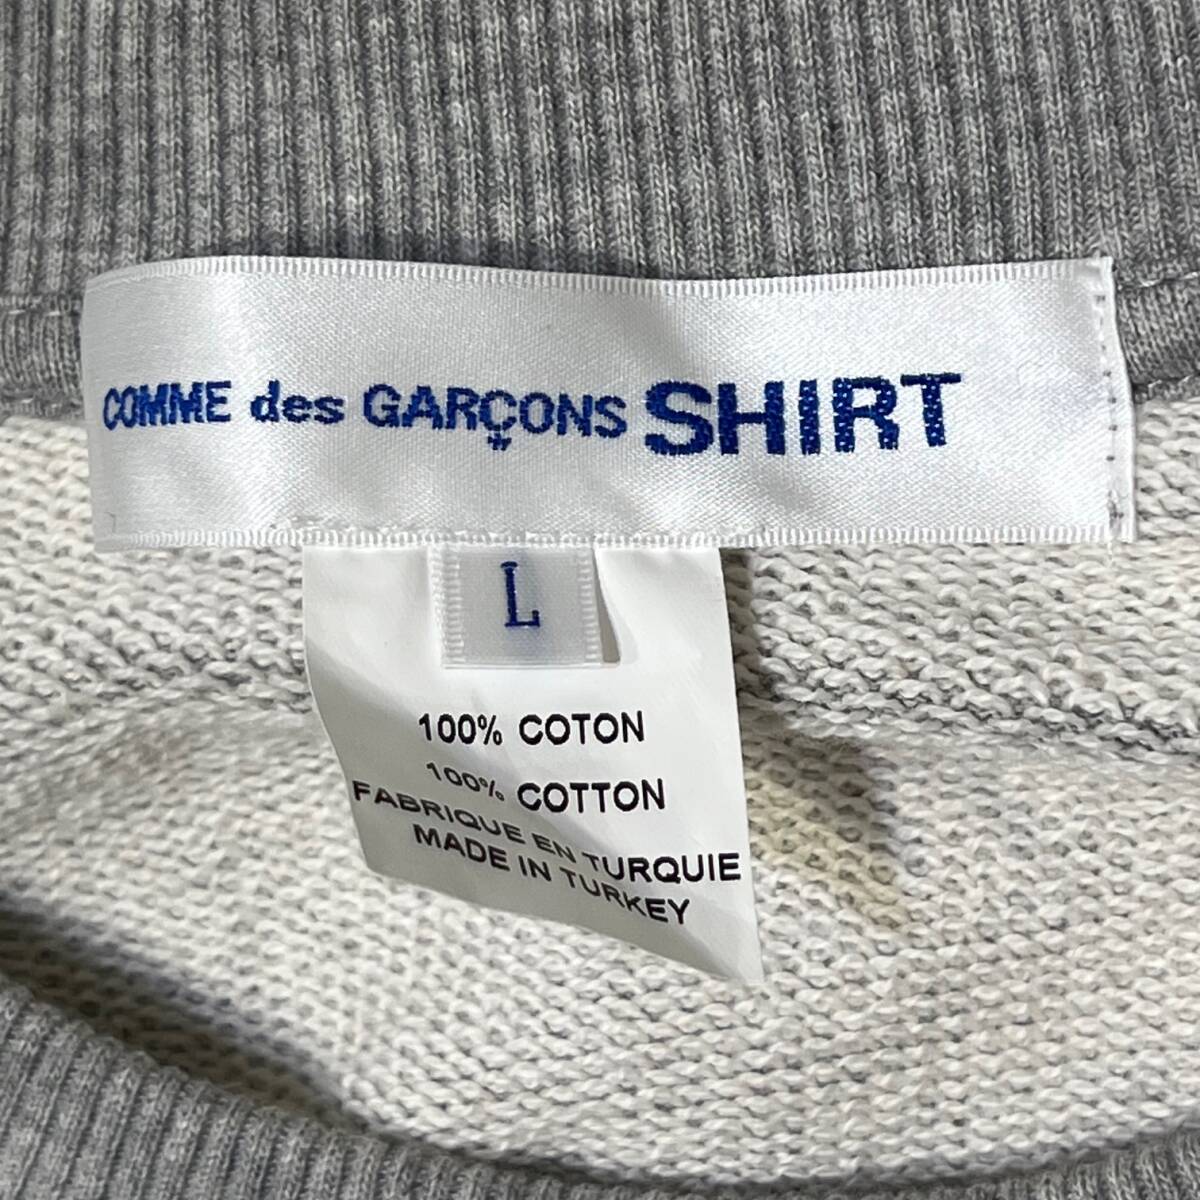 COMME des GARÇONS SHIRT
L
100% COTON
100% COTTON
FABRIQUE EN TURQUIE
MADE IN TURKEY